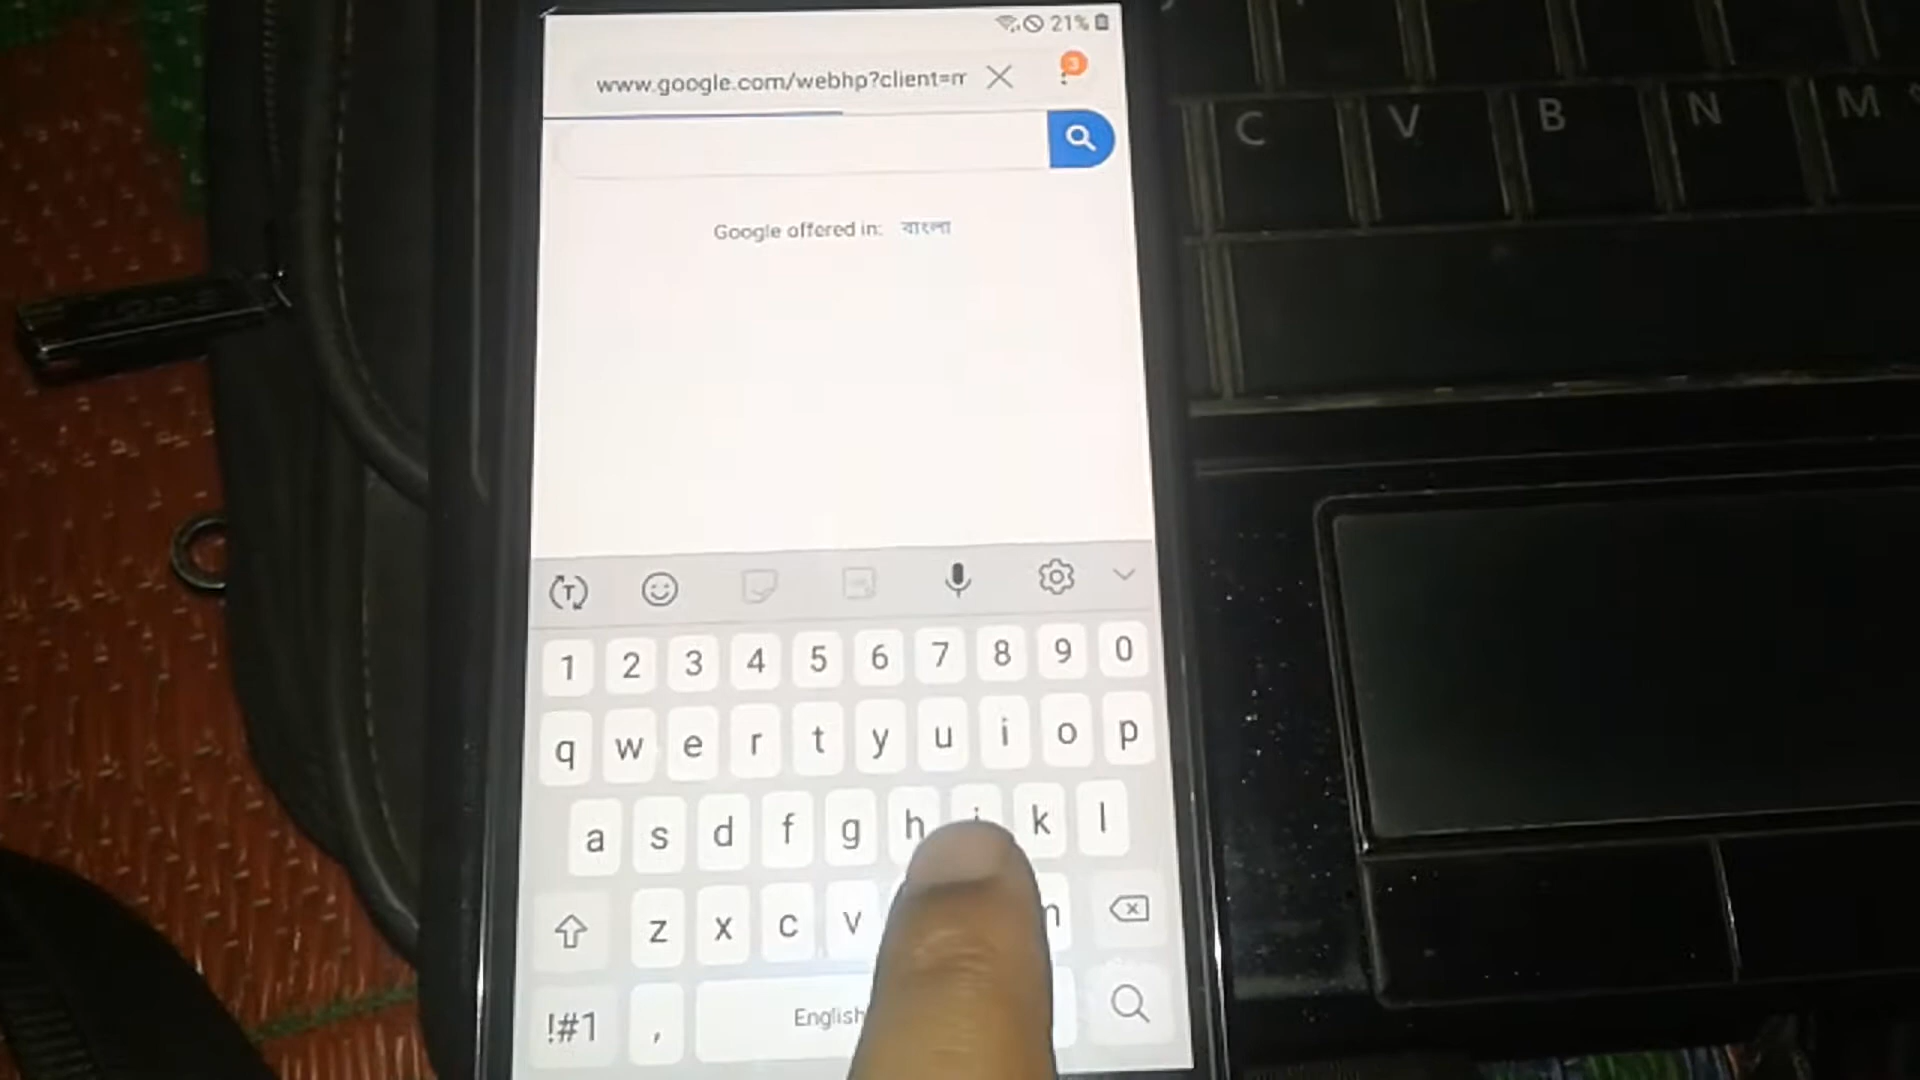 21%
www.google.com/webhp?client=m
3
Google offered in: বাংলা
1 2 3 4 5 6 7 8 9 0
q w e r t y u i o p
a s d f g h j k l
z x c v m
!#1 , English
C V B N M